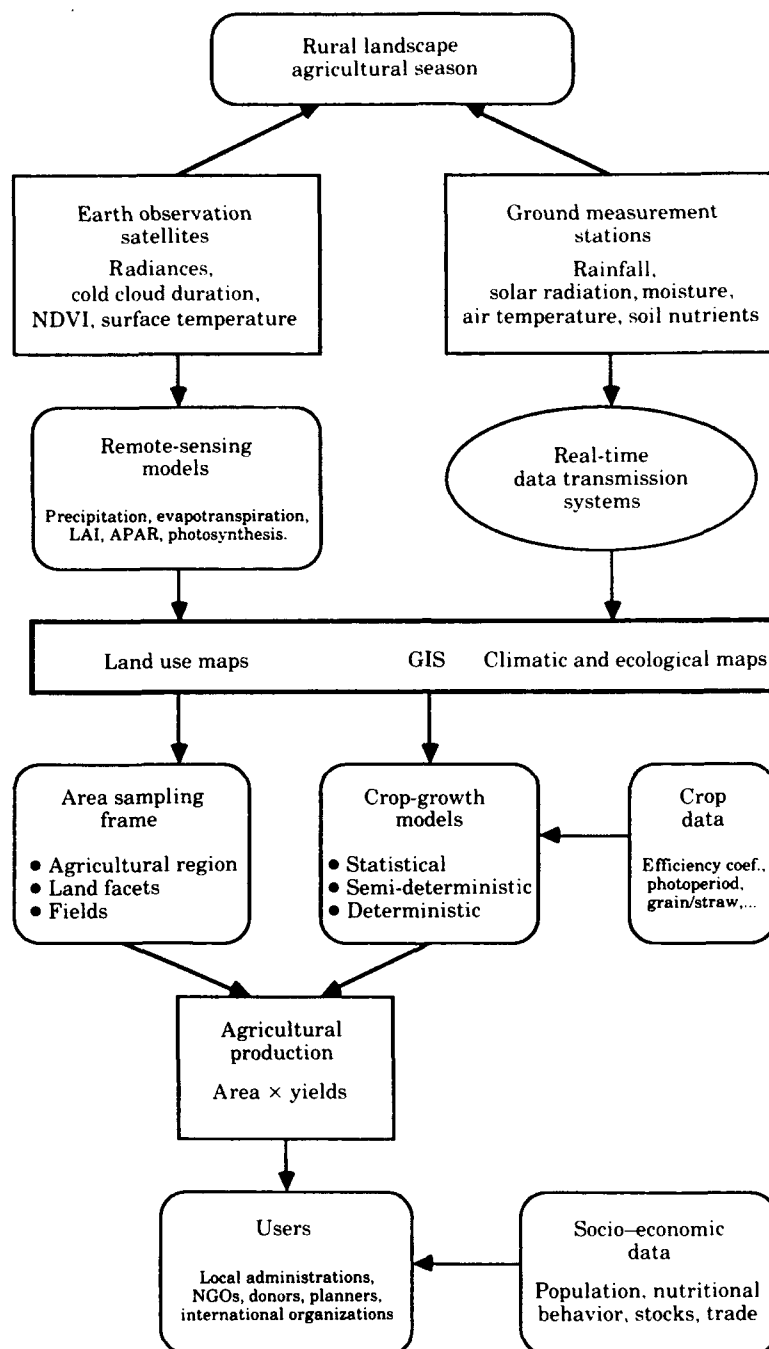 Rural landscape
agricultural season
Earth observation
satellites
Radiances,
cold cloud duration,
NDVI, surface temperature
Ground measurement
stations
Rainfall,
solar radiation, moisture,
air temperature, soil nutrients
Remote-sensing
models
Precipitation, evapotranspiration,
LAI, APAR, photosynthesis.
Real-time
data transmission
systems
Land use maps GIS Climatic and ecological maps
Area sampling
frame
● Agricultural region
● Land facets
● Fields
Crop-growth
models
● Statistical
● Semi-deterministic
● Deterministic
Crop
data
Efficiency coef.,
photoperiod,
grain/straw,...
Agricultural
production
Area × yields
Users
Local administrations,
NGOs, donors, planners,
international organizations
Socio–economic
data
Population, nutritional
behavior, stocks, trade